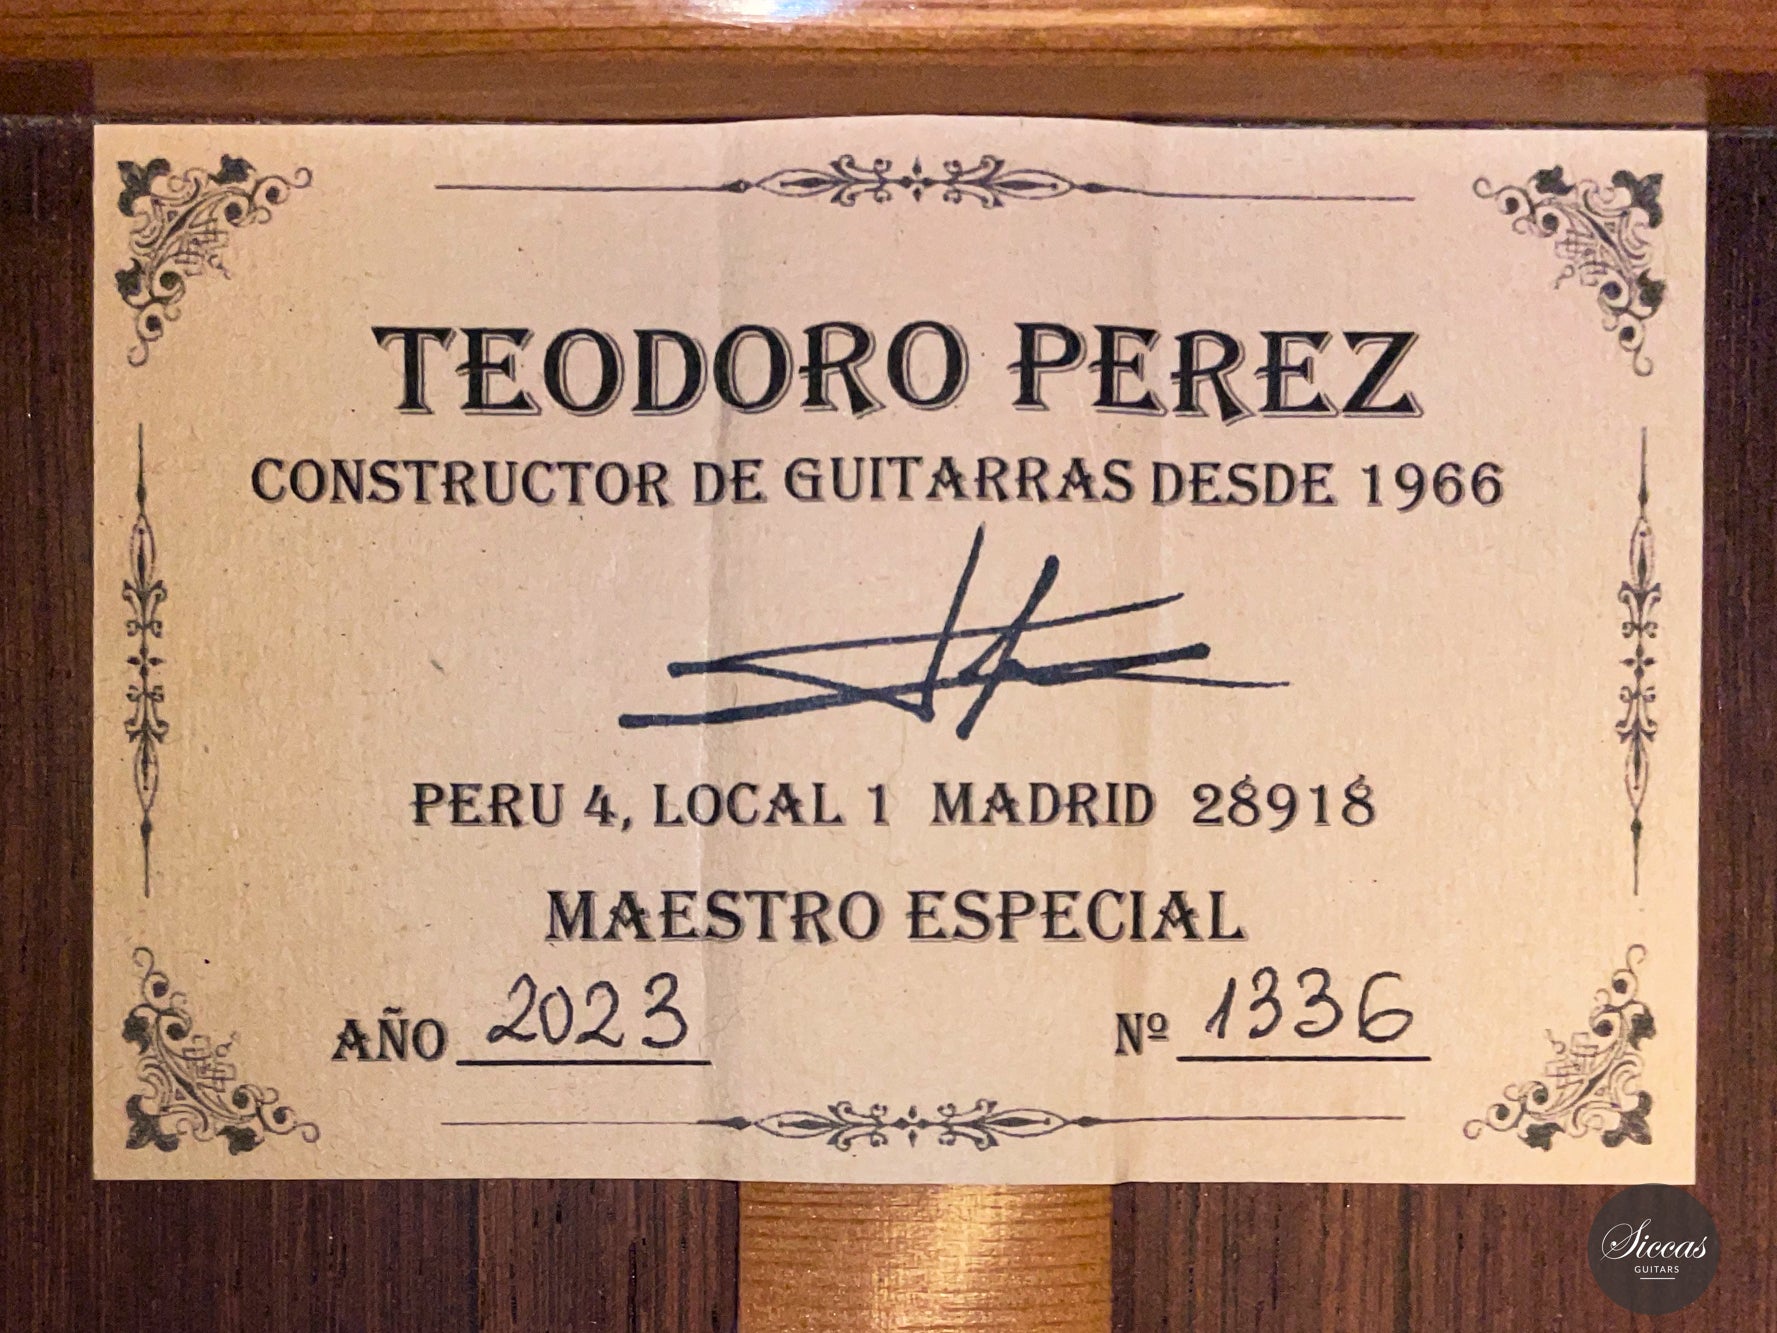 TEODORO PEREZ
CONSTRUCTOR DE GUITARRAS DESDE 1966
PERU 4, LOCAL 1 MADRID 28918
MAESTRO ESPECIAL
AÑO 2023 Nº 1336
Siccas
GUITARS